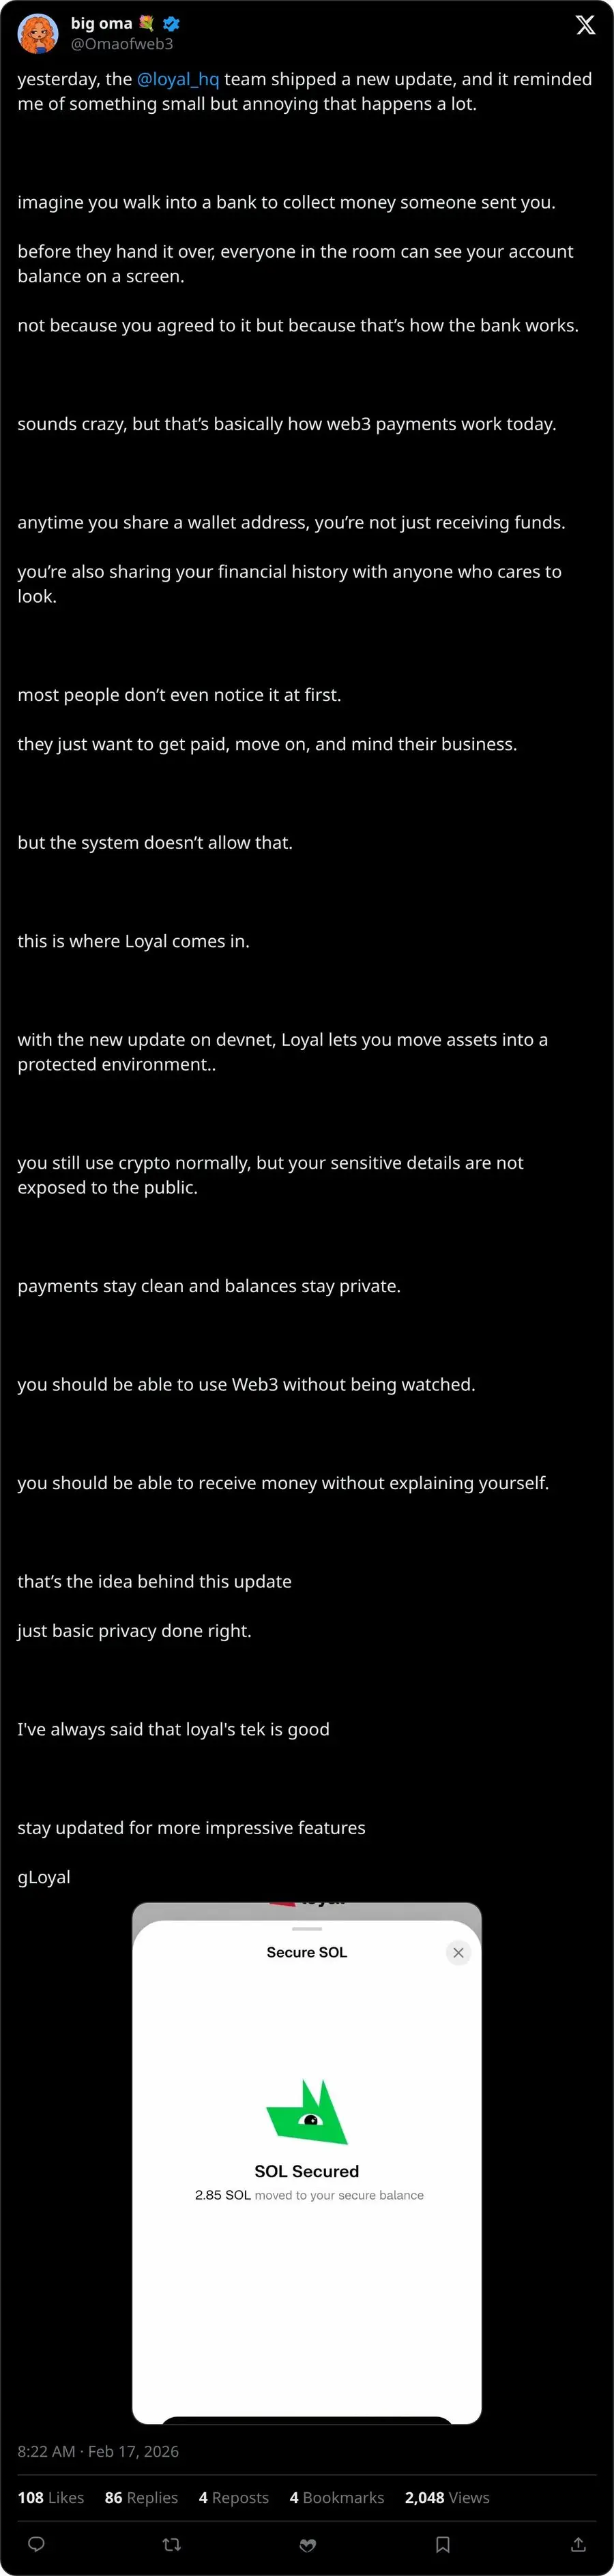 big oma
@Omaofweb3
yesterday, the @loyal_hq team shipped a new update, and it reminded
me of something small but annoying that happens a lot.
imagine you walk into a bank to collect money someone sent you.
before they hand it over, everyone in the room can see your account
balance on a screen.
not because you agreed to it but because that’s how the bank works.
sounds crazy, but that’s basically how web3 payments work today.
anytime you share a wallet address, you’re not just receiving funds.
you’re also sharing your financial history with anyone who cares to
look.
most people don’t even notice it at first.
they just want to get paid, move on, and mind their business.
but the system doesn’t allow that.
this is where Loyal comes in.
with the new update on devnet, Loyal lets you move assets into a
protected environment..
you still use crypto normally, but your sensitive details are not
exposed to the public.
payments stay clean and balances stay private.
you should be able to use Web3 without being watched.
you should be able to receive money without explaining yourself.
that’s the idea behind this update
just basic privacy done right.
I've always said that loyal's tek is good
stay updated for more impressive features
gLoyal
Secure SOL
SOL Secured
2.85 SOL moved to your secure balance
8:22 AM · Feb 17, 2026
108 Likes 86 Replies 4 Reposts 4 Bookmarks 2,048 Views